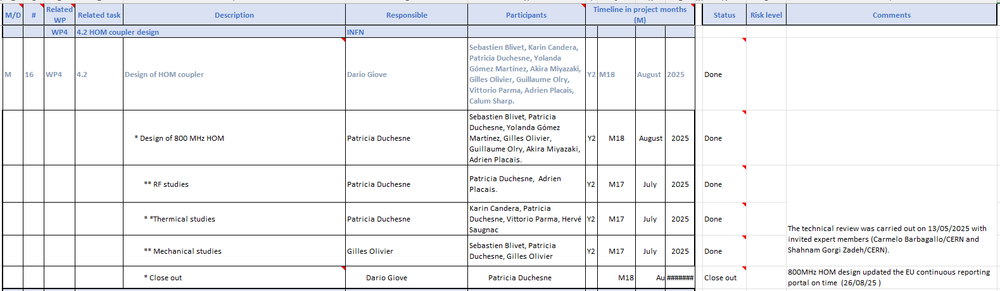 M/D # Related WP Related task Description Responsible Participants Timeline in project months (M) Status Risk level Comments
WP4 4.2 HOM coupler design INFN
Sebastien Blivet, Karin Candera,
Patricia Duchesne, Yolanda
Gómez Martínez, Akira Miyazaki,
M 16 WP4 4.2 Design of HOM coupler Dario Giove Gilles Olivier, Guillaume Olry, Y2 M18 August 2025 Done
Vittorio Parma, Adrien Placais,
Calum Sharp.
Sebastien Blivet, Patricia
Duchesne, Yolanda Gómez
* Design of 800 MHz HOM Patricia Duchesne Martínez, Gilles Olivier, Y2 M18 August 2025 Done
Guillaume Olry, Akira Miyazaki,
Adrien Placais.
** RF studies Patricia Duchesne Patricia Duchesne, Adrien Y2 M17 July 2025 Done
Placais.
Karin Candera, Patricia
* *Thermical studies Patricia Duchesne Duchesne, Vittorio Parma, Hervé Y2 M17 July 2025 Done
Saugnac
The technical review was carried out on 13/05/2025 with
invited expert members (Carmelo Barbagallo/CERN and
Shahnam Gorgi Zadeh/CERN).
** Mechanical studies Gilles Olivier Sebastien Blivet, Patricia Y2 M17 July 2025 Done
Duchesne, Gilles Olivier
* Close out Dario Giove Patricia Duchesne M18 Au ####### Close out
800MHz HOM design updated the EU continuous reporting
portal on time (26/08/25 )